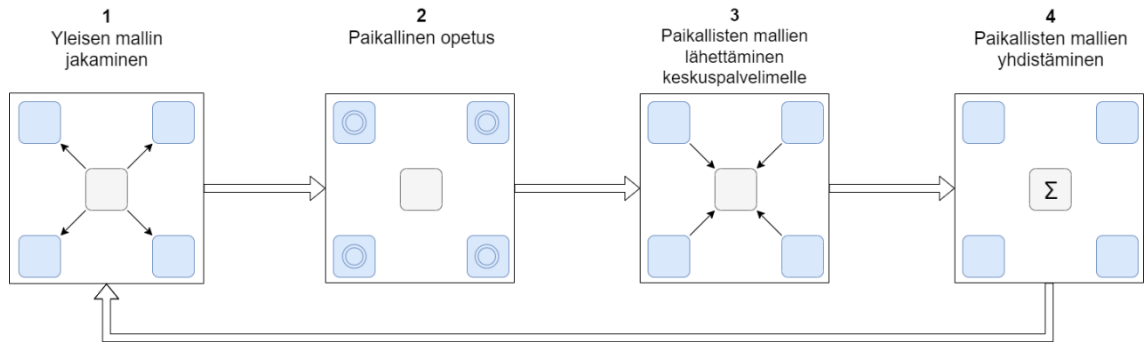 1
Yleisen mallin
jakaminen
2
Paikallinen opetus
3
Paikallisten mallien
lähettäminen
keskuspalvelimelle
4
Paikallisten mallien
yhdistäminen
Σ